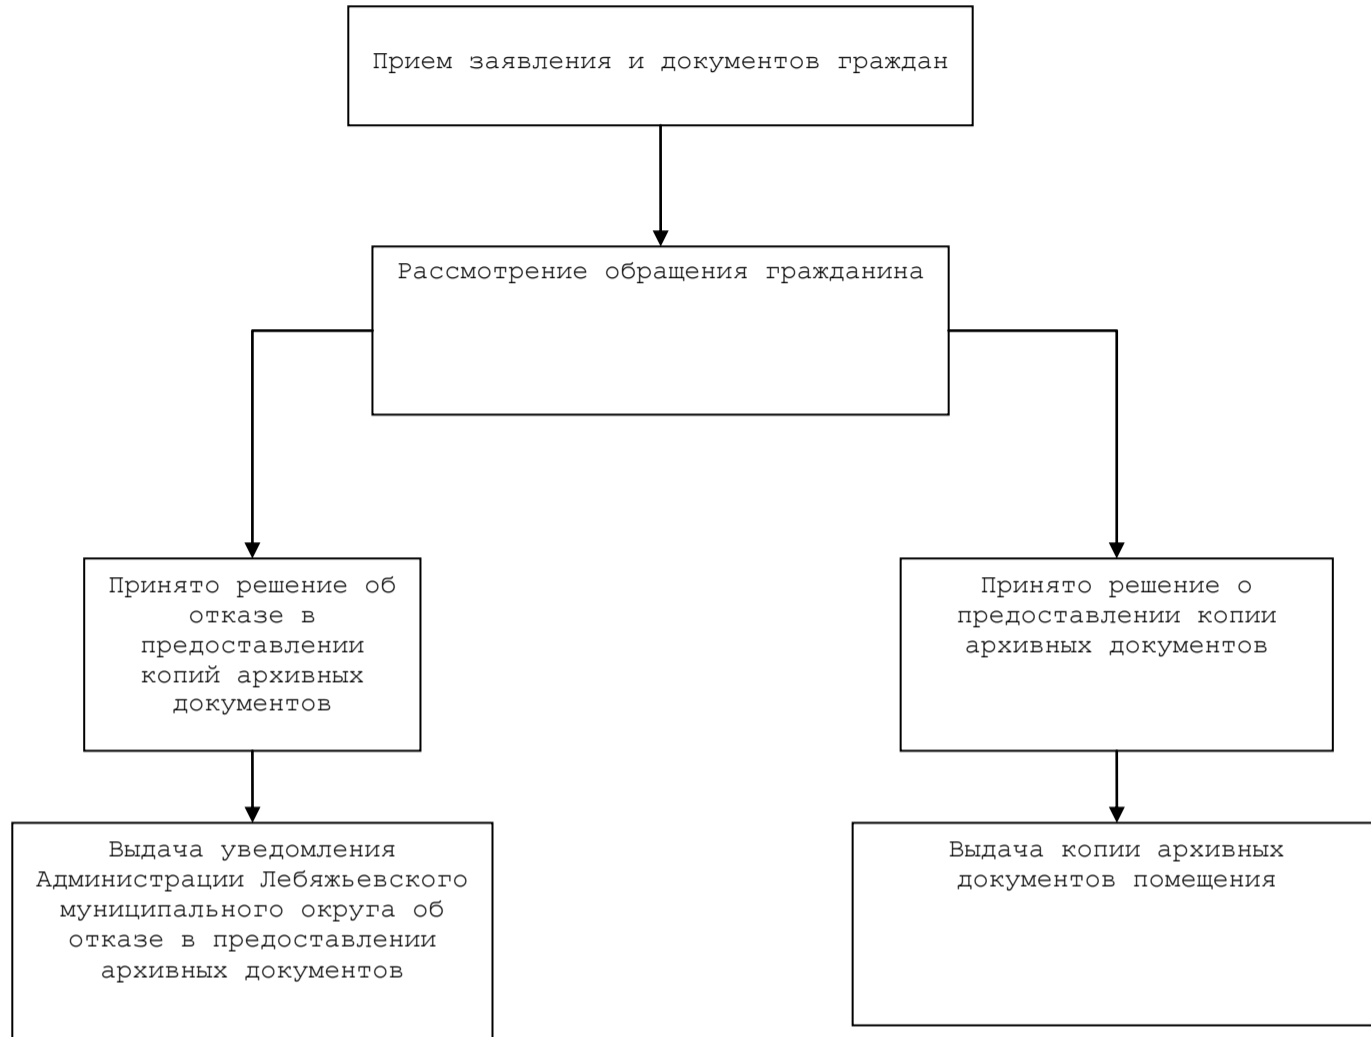 Прием заявления и документов граждан
Рассмотрение обращения гражданина
Принято решение об
отказе в
предоставлении
копий архивных
документов
Принято решение о
предоставлении копии
архивных документов
Выдача уведомления
Администрации Лебяжьевского
муниципального округа об
отказе в предоставлении
архивных документов
Выдача копии архивных
документов помещения